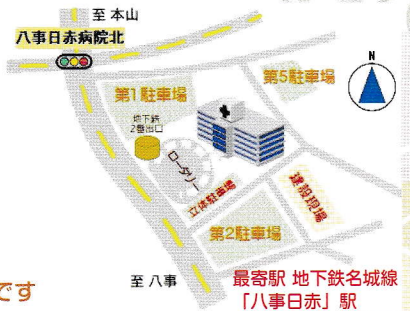 至 本山
八事日赤病院北
第1駐車場
第5駐車場
N
地下鉄
2番出口
ロータリー
立体駐車場
建設現場
第2駐車場
至 八事
最寄駅 地下鉄名城線
「八事日赤」駅
です